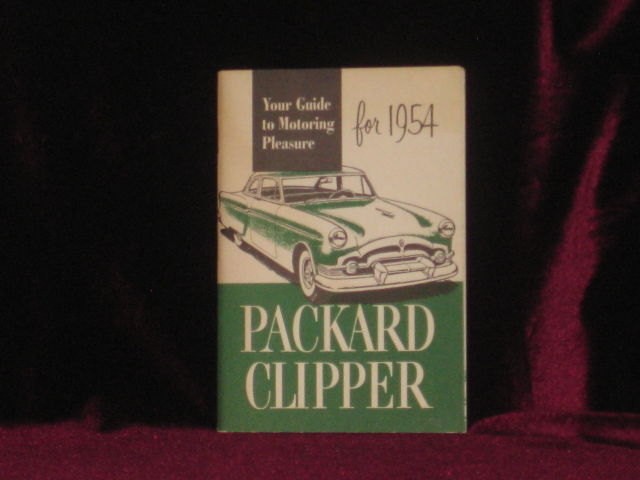 Your Guide
to Motoring
Pleasure
for 1954
PACKARD
CLIPPER